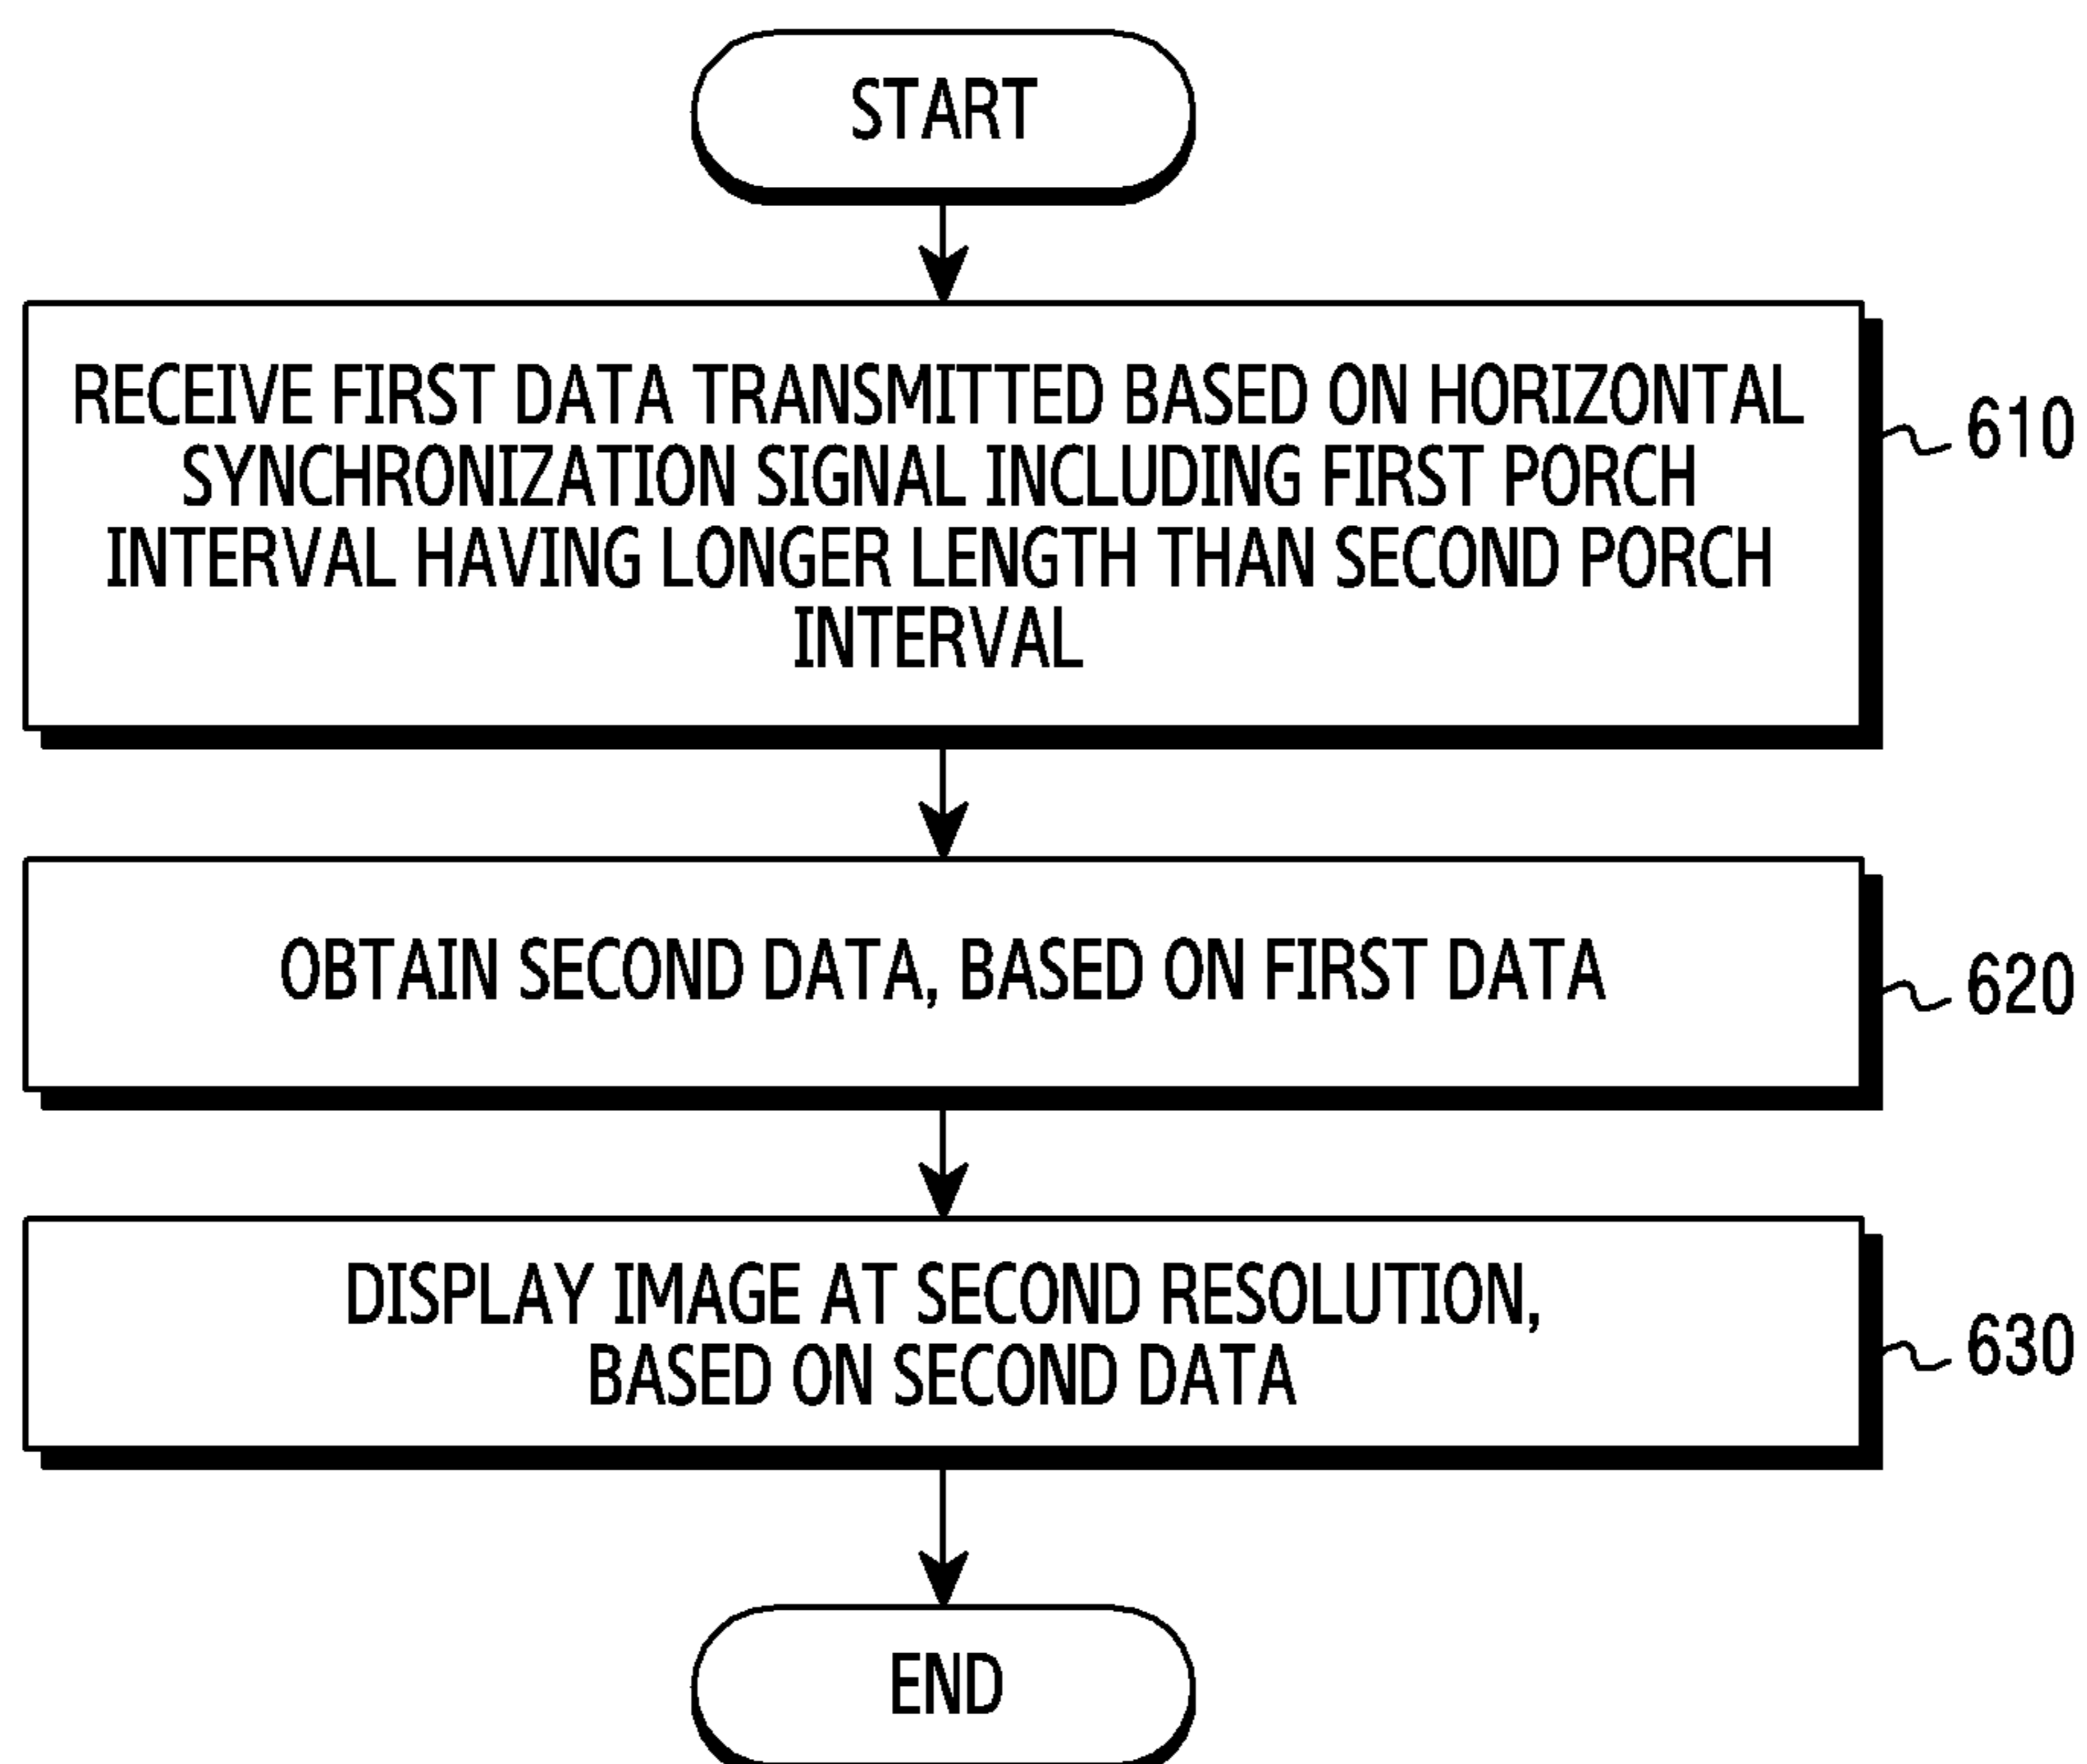 START
RECEIVE FIRST DATA TRANSMITTED BASED ON HORIZONTAL
SYNCHRONIZATION SIGNAL INCLUDING FIRST PORCH
INTERVAL HAVING LONGER LENGTH THAN SECOND PORCH
INTERVAL
610
OBTAIN SECOND DATA, BASED ON FIRST DATA
620
DISPLAY IMAGE AT SECOND RESOLUTION,
BASED ON SECOND DATA
630
END